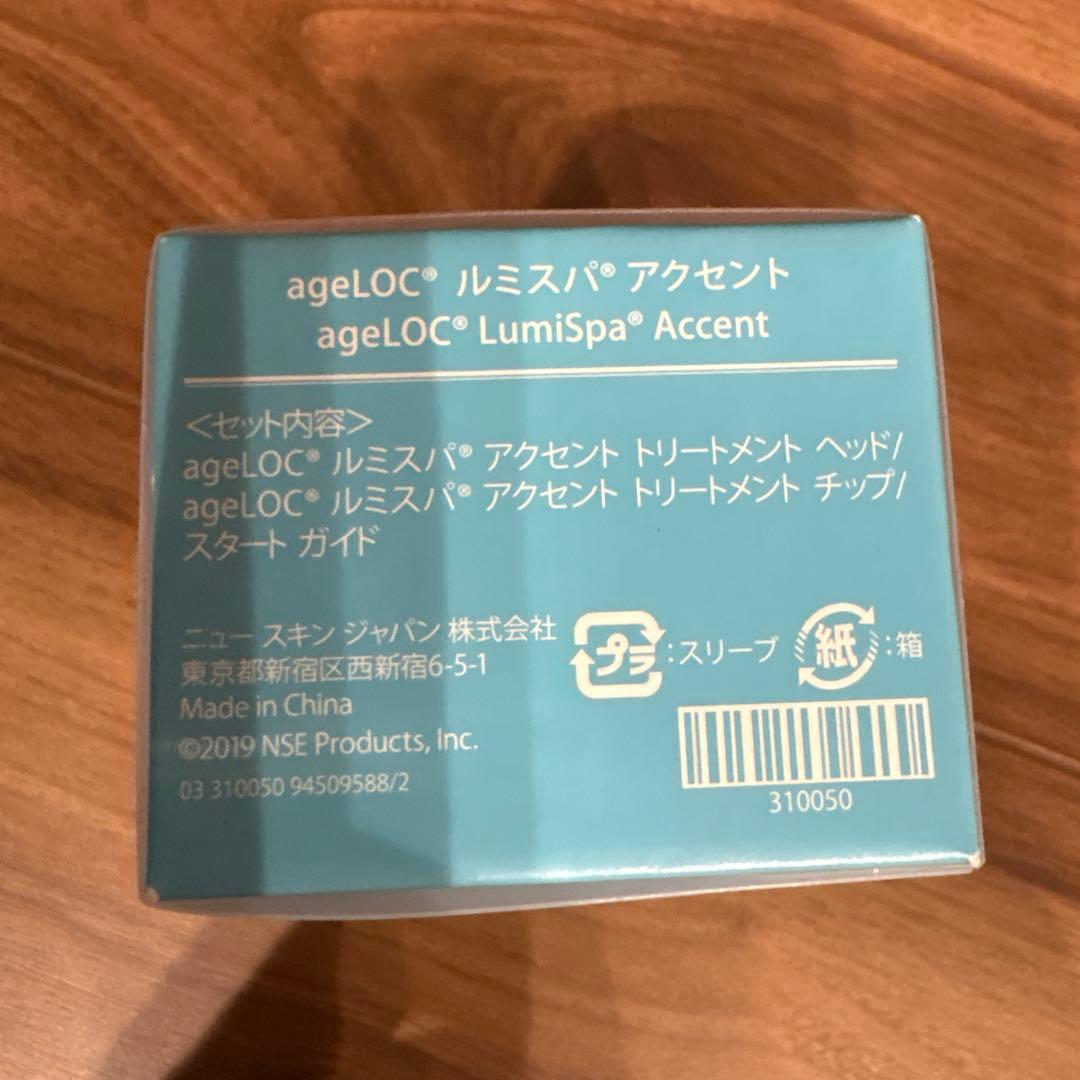 ageLOC® ルミスパ® アクセント
ageLOC® LumiSpa® Accent
＜セット内容＞
ageLOC® ルミスパ® アクセント トリートメント ヘッド/
ageLOC® ルミスパ® アクセント トリートメント チップ/
スタート ガイド
ニュー スキン ジャパン 株式会社
東京都新宿区西新宿6-5-1
Made in China
©2019 NSE Products, Inc.
03 310050 94509588/2
プラ:スリーブ
紙:箱
310050